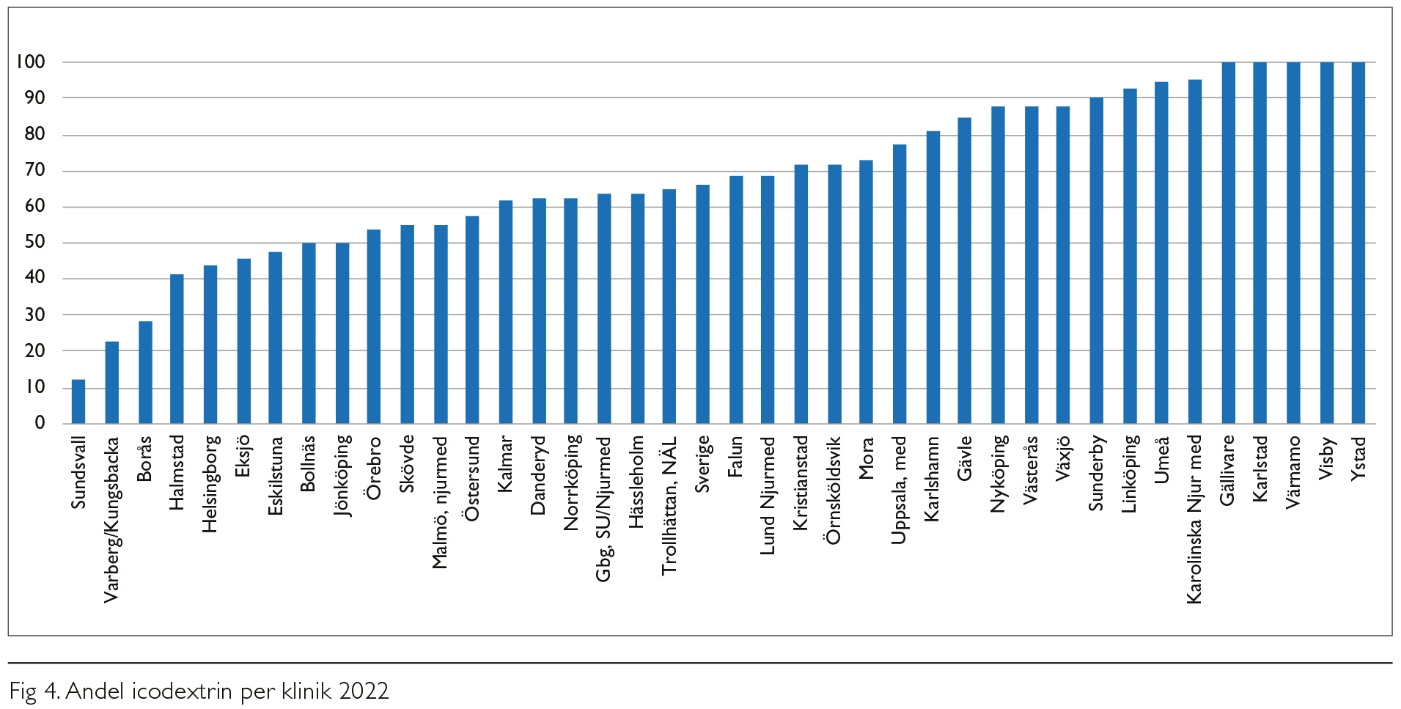 100
90
80
70
60
50
40
30
20
10
0
Sundsvall
Varberg/Kungsbacka
Borås
Halmstad
Helsingborg
Eksjö
Eskilstuna
Bollnäs
Jönköping
Örebro
Skövde
Malmö, njurmed
Östersund
Kalmar
Danderyd
Norrköping
Gbg, SU/Njurmed
Hässleholm
Trollhättan, NÄL
Sverige
Falun
Lund Njurmed
Kristianstad
Örnsköldsvik
Mora
Uppsala, med
Karlshamn
Gävle
Nyköping
Västerås
Växjö
Sunderby
Linköping
Umeå
Karolinska Njur med
Gällivare
Karlstad
Värnamo
Visby
Ystad
Fig 4. Andel icodextrin per klinik 2022